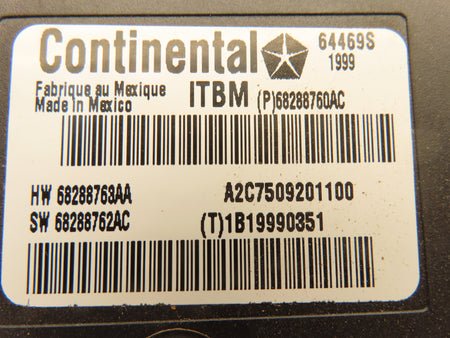 Continental 64469S
1999
Fabrique au Mexique
Made In Mexico
ITBM (P)68288760AC
HW 68288763AA A2C7509201100
SW 68288762AC (T)1B19990351